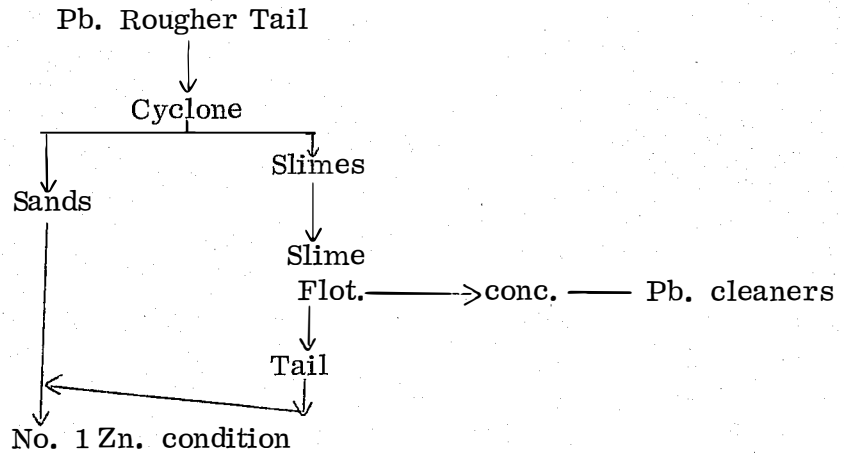 Pb. Rougher Tail
Cyclone
Slimes
Sands
Slime
Flot. conc. Pb. cleaners
Tail
No. 1 Zn. condition